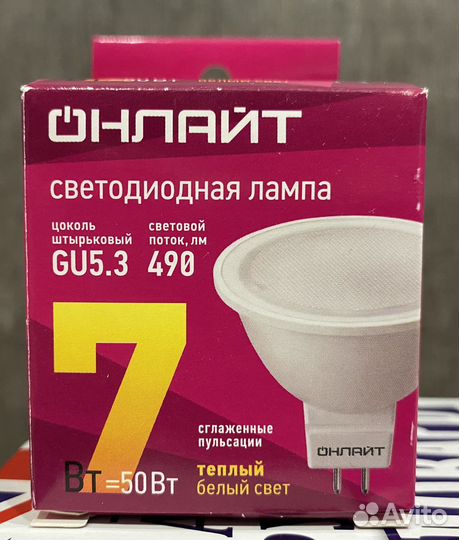 ОНЛАЙТ
светодиодная лампа
цоколь
штырьковый
GU5.3
световой
поток, лм
490
7
Вт =50Вт
сглаженные
пульсации
теплый
белый свет
ОНЛАЙТ
Avito